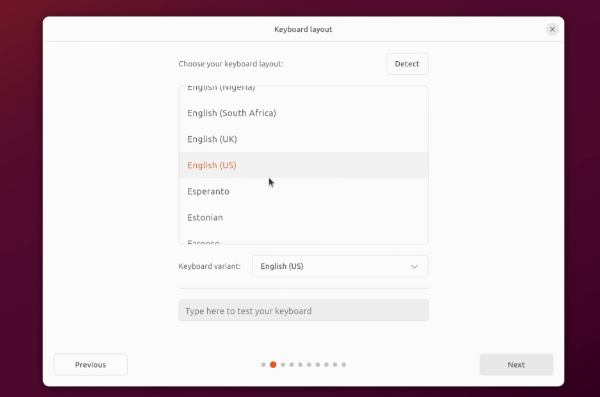 Keyboard layout
Choose your keyboard layout:
Detect
English (Nigeria)
English (South Africa)
English (UK)
English (US)
Esperanto
Estonian
Faroese
Keyboard variant:
English (US)
Type here to test your keyboard
Previous
Next